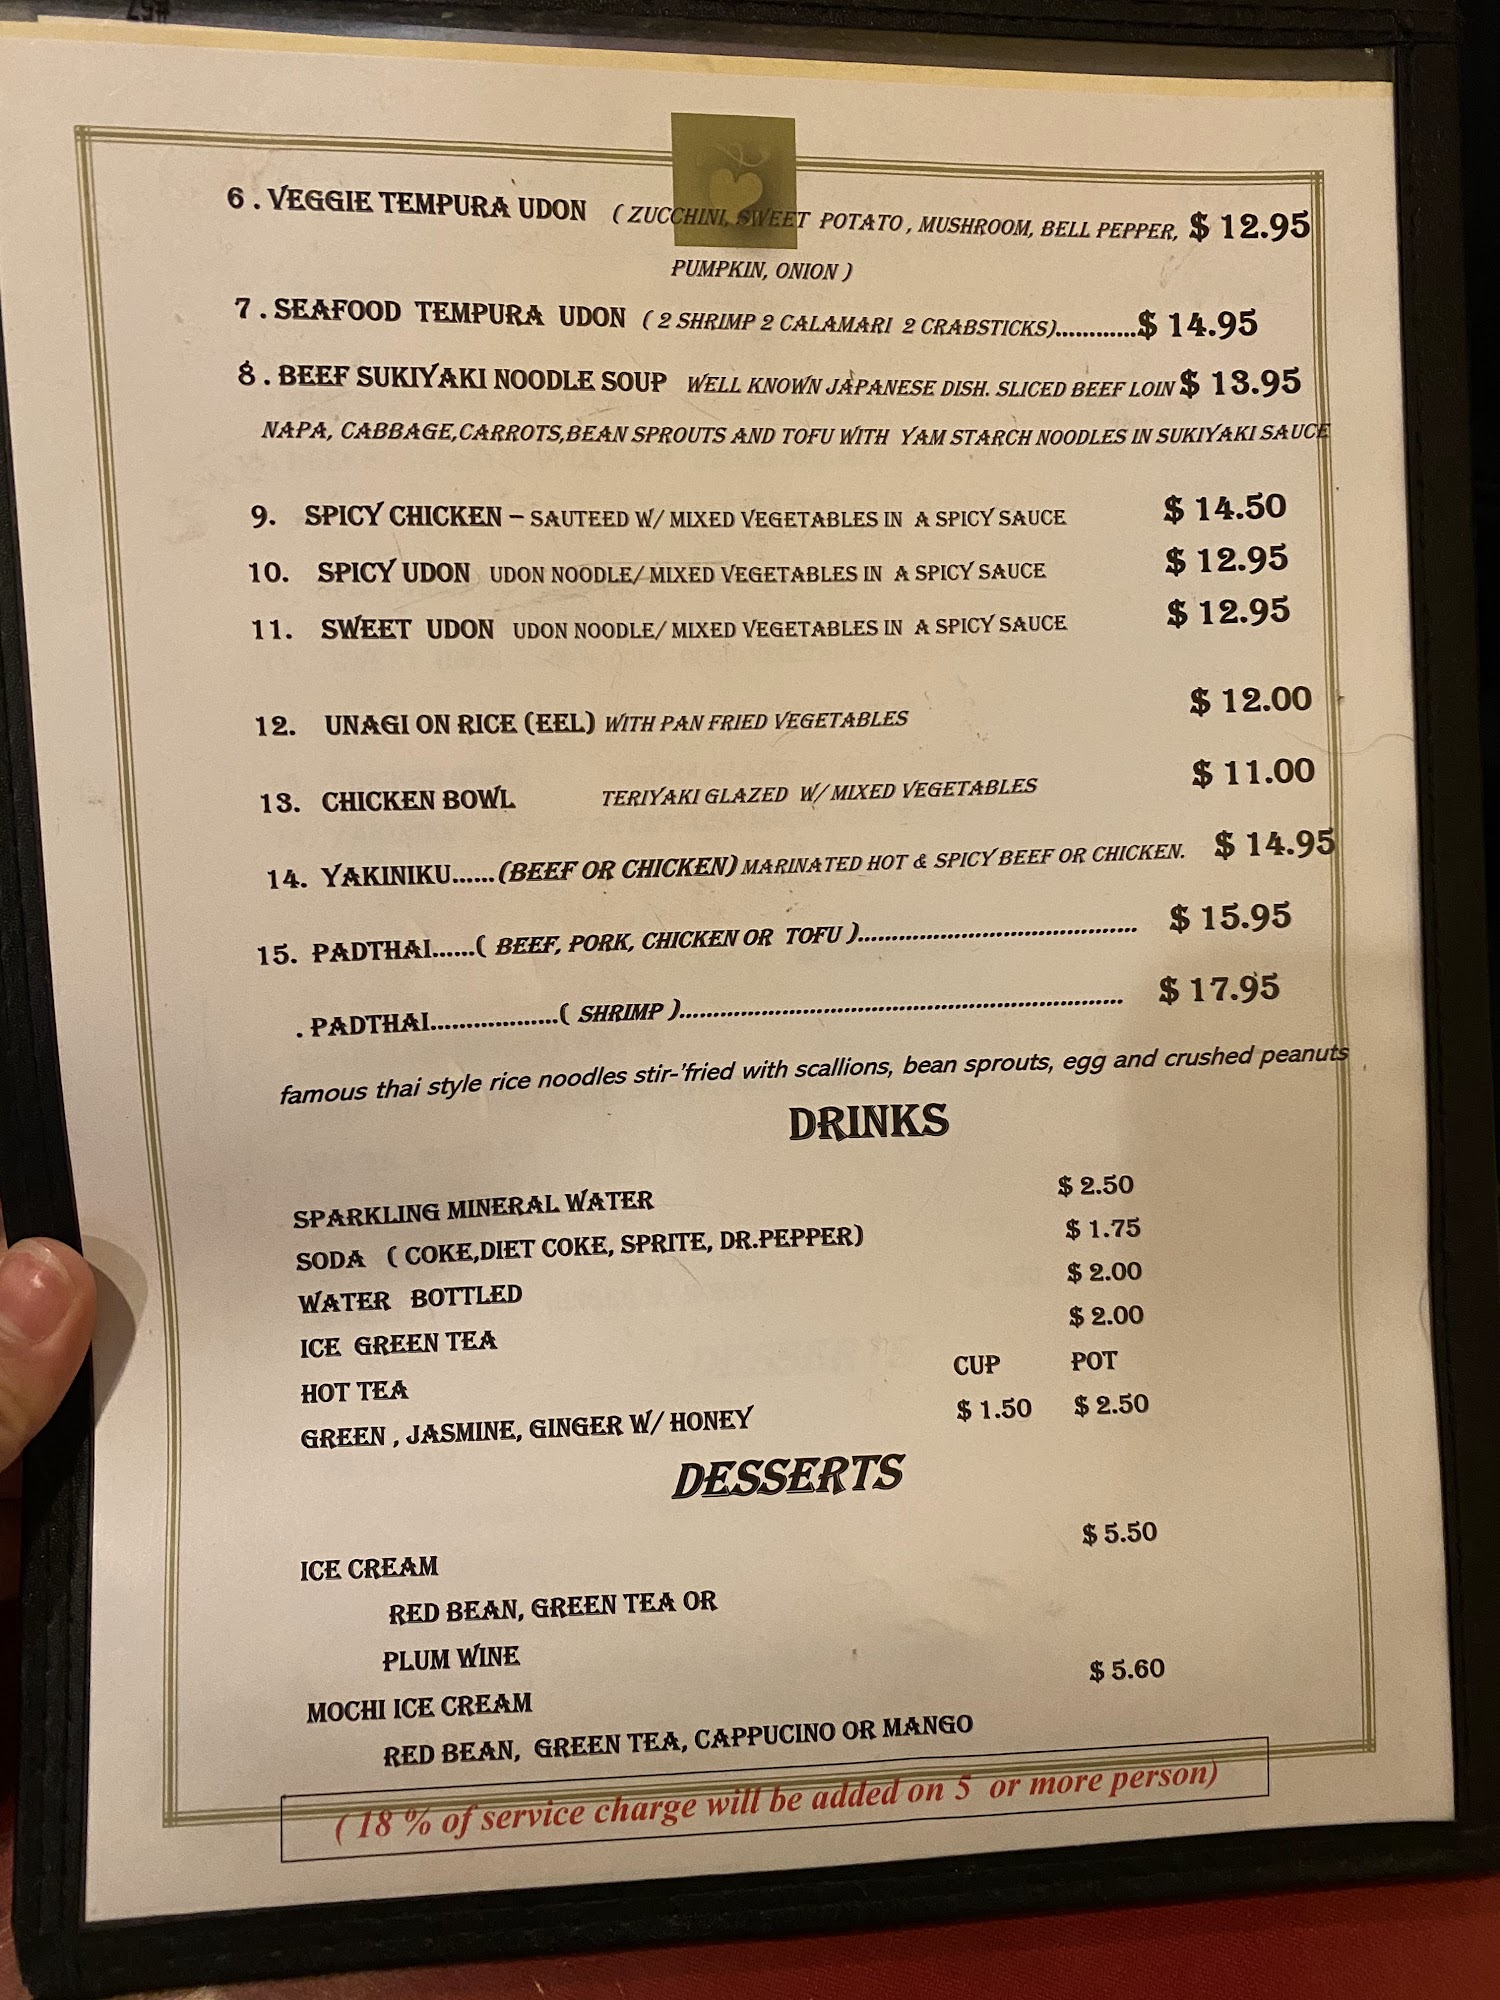 6 . VEGGIE TEMPURA UDON ( ZUCCHINI, SWEET POTATO , MUSHROOM, BELL PEPPER, $ 12.95
PUMPKIN, ONION )
7 . SEAFOOD TEMPURA UDON ( 2 SHRIMP 2 CALAMARI 2 CRABSTICKS)............$ 14.95
8 . BEEF SUKIYAKI NOODLE SOUP WELL KNOWN JAPANESE DISH. SLICED BEEF LOIN $ 13.95
NAPA, CABBAGE,CARROTS,BEAN SPROUTS AND TOFU WITH YAM STARCH NOODLES IN SUKIYAKI SAUCE
9. SPICY CHICKEN – SAUTEED W/ MIXED VEGETABLES IN A SPICY SAUCE $ 14.50
10. SPICY UDON UDON NOODLE/ MIXED VEGETABLES IN A SPICY SAUCE $ 12.95
11. SWEET UDON UDON NOODLE/ MIXED VEGETABLES IN A SPICY SAUCE $ 12.95
12. UNAGI ON RICE (EEL) WITH PAN FRIED VEGETABLES $ 12.00
13. CHICKEN BOWL TERIYAKI GLAZED W/ MIXED VEGETABLES $ 11.00
14. YAKINIKU......(BEEF OR CHICKEN) MARINATED HOT & SPICY BEEF OR CHICKEN. $ 14.95
15. PADTHAI......( BEEF, PORK, CHICKEN OR TOFU )......................................... $ 15.95
. PADTHAI...................( SHRIMP ).................................................................. $ 17.95
famous thai style rice noodles stir-'fried with scallions, bean sprouts, egg and crushed peanuts
DRINKS
SPARKLING MINERAL WATER $ 2.50
SODA ( COKE,DIET COKE, SPRITE, DR.PEPPER) $ 1.75
WATER BOTTLED $ 2.00
ICE GREEN TEA $ 2.00
HOT TEA CUP POT
GREEN , JASMINE, GINGER W/ HONEY $ 1.50 $ 2.50
DESSERTS
ICE CREAM $ 5.50
RED BEAN, GREEN TEA OR
PLUM WINE
MOCHI ICE CREAM $ 5.60
RED BEAN, GREEN TEA, CAPPUCINO OR MANGO
( 18 % of service charge will be added on 5 or more person)